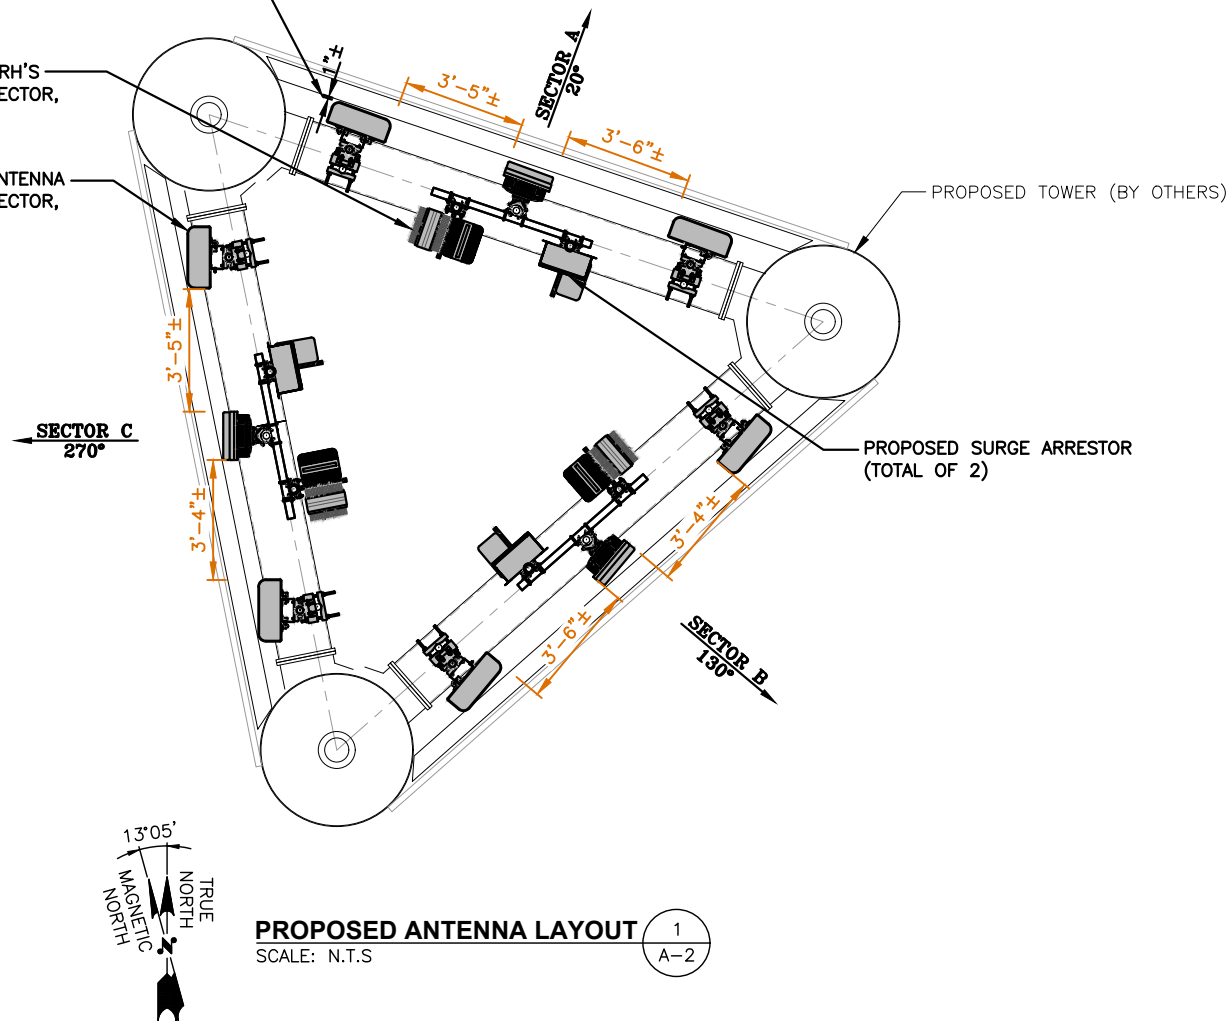 1"±
RH'S
ECTOR,
NTENNA
ECTOR,
3'-5"±
SECTOR A
20°
3'-6"±
PROPOSED TOWER (BY OTHERS)
3'-5"±
SECTOR C
270°
3'-4"±
PROPOSED SURGE ARRESTOR
(TOTAL OF 2)
3'-4"±
3'-6"±
SECTOR B
130°
13°05'
TRUE
NORTH
MAGNETIC
NORTH
N
PROPOSED ANTENNA LAYOUT
SCALE: N.T.S
1
A-2